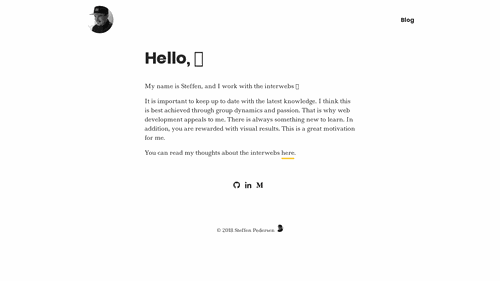 Blog
Hello,
My name is Steffen, and I work with the interwebs
It is important to keep up to date with the latest knowledge. I think this
is best achieved through group dynamics and passion. That is why web
development appeals to me. There is always something new to learn. In
addition, you are rewarded with visual results. This is a great motivation
for me.
You can read my thoughts about the interwebs here.
© 2018 Steffen Pedersen